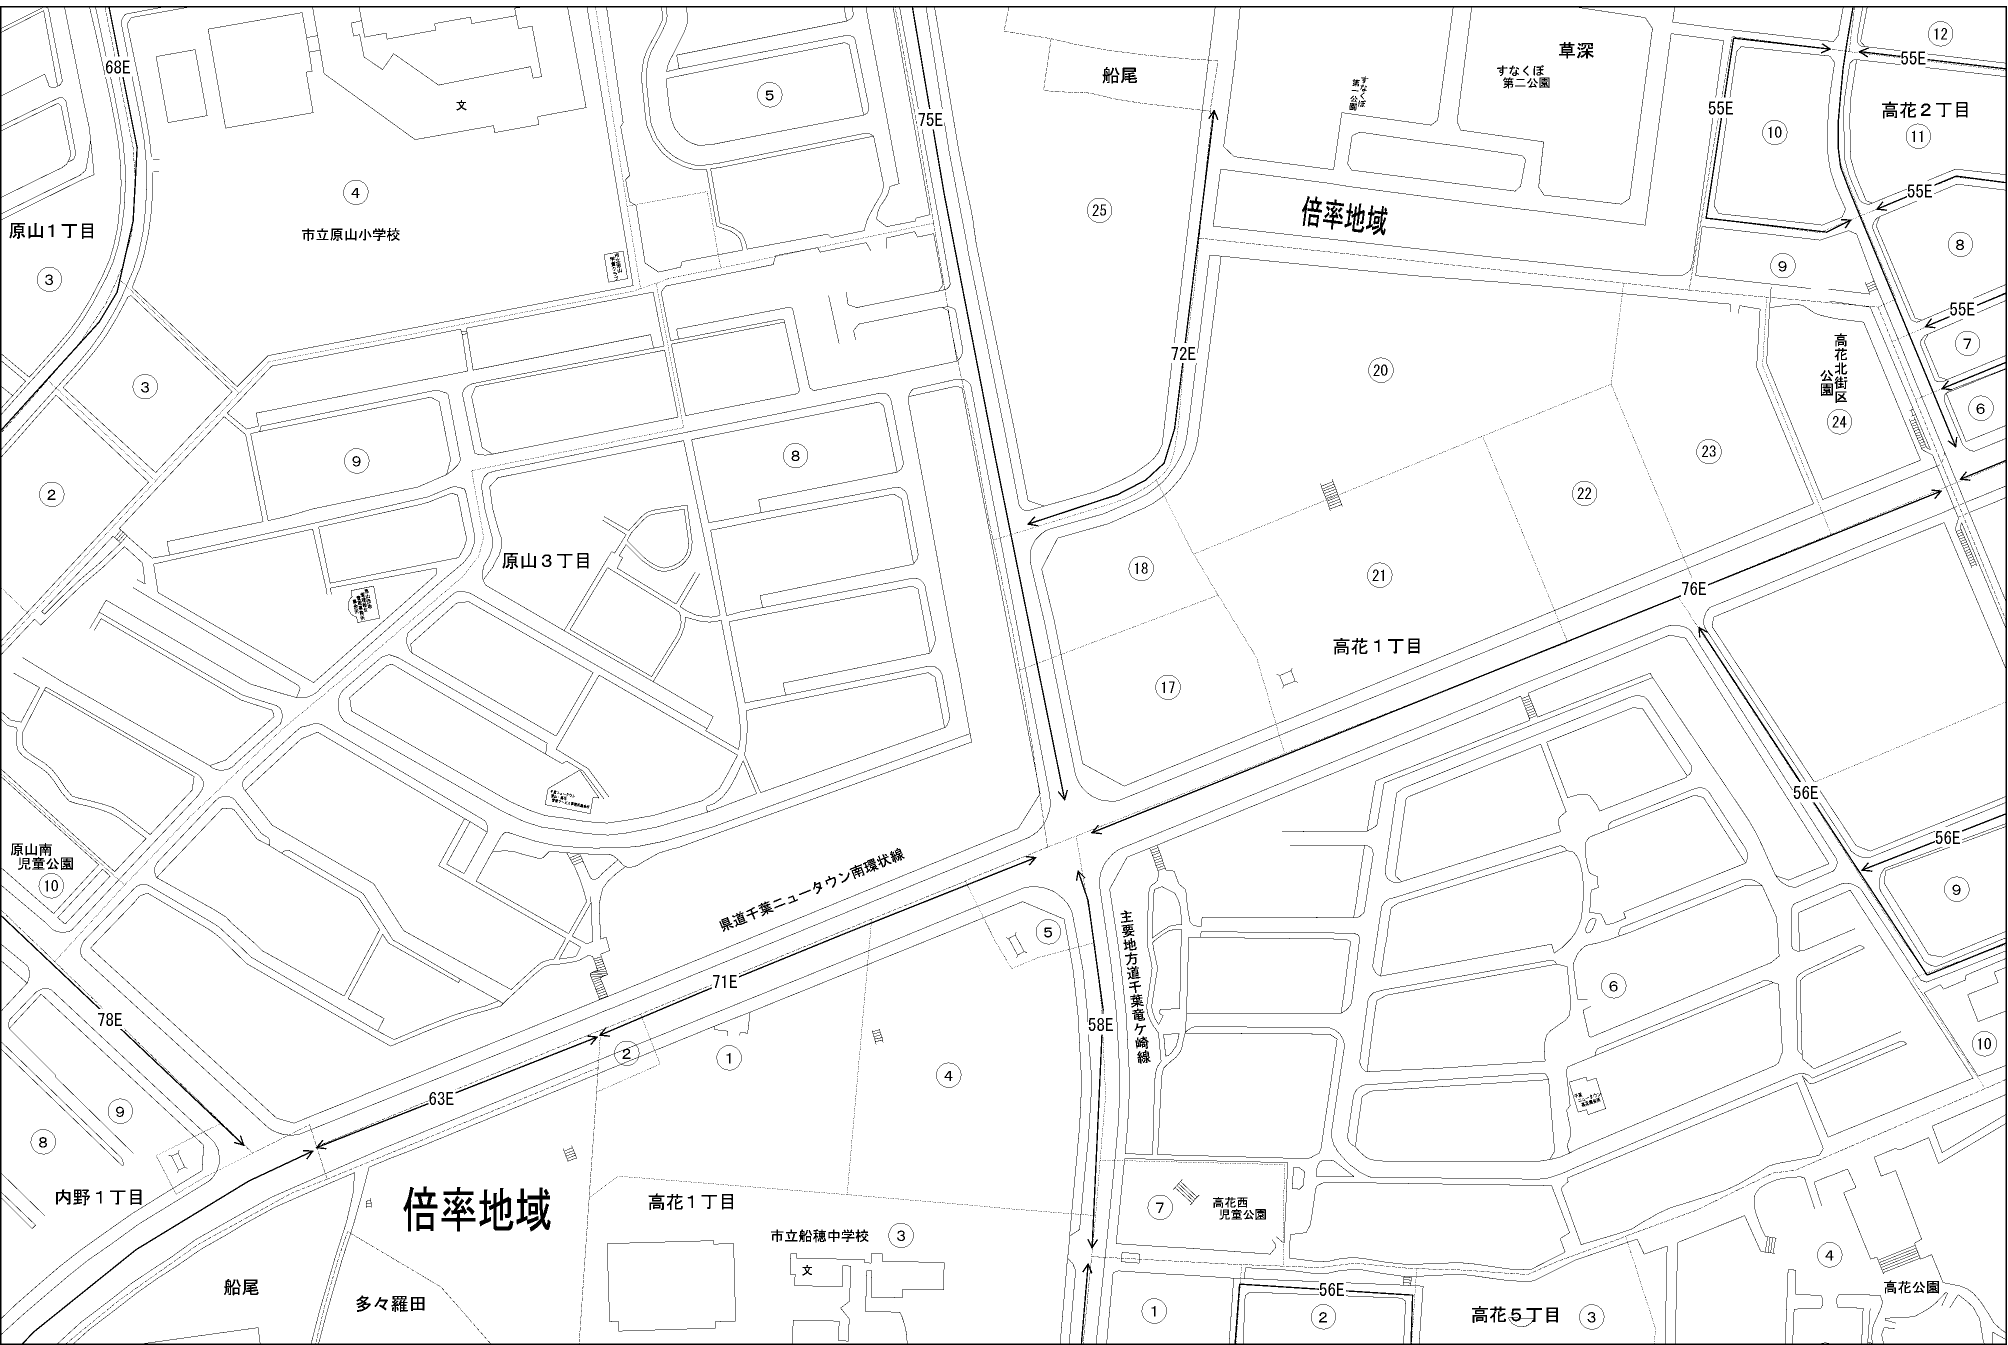 68E
75E
船尾
草深
すなくぼ
第二公園
すなくぼ
第一公園
12
55E
高花2丁目
11
55E
10
5
文
4
市立原山小学校
原山1丁目
3
25
倍率地域
55E
8
9
55E
7
6
高花北街区
公園
24
72E
20
23
22
3
2
9
8
原山3丁目
18
21
76E
17
高花1丁目
56E
56E
9
原山南
児童公園
10
県道千葉ニュータウン南環状線
5
主要地方道千葉竜ケ崎線
6
10
71E
58E
78E
63E
2
1
4
9
8
内野1丁目
倍率地域
高花1丁目
市立船穂中学校
3
文
船尾
多々羅田
7
高花西
児童公園
4
高花公園
1
56E
2
高花5丁目
3